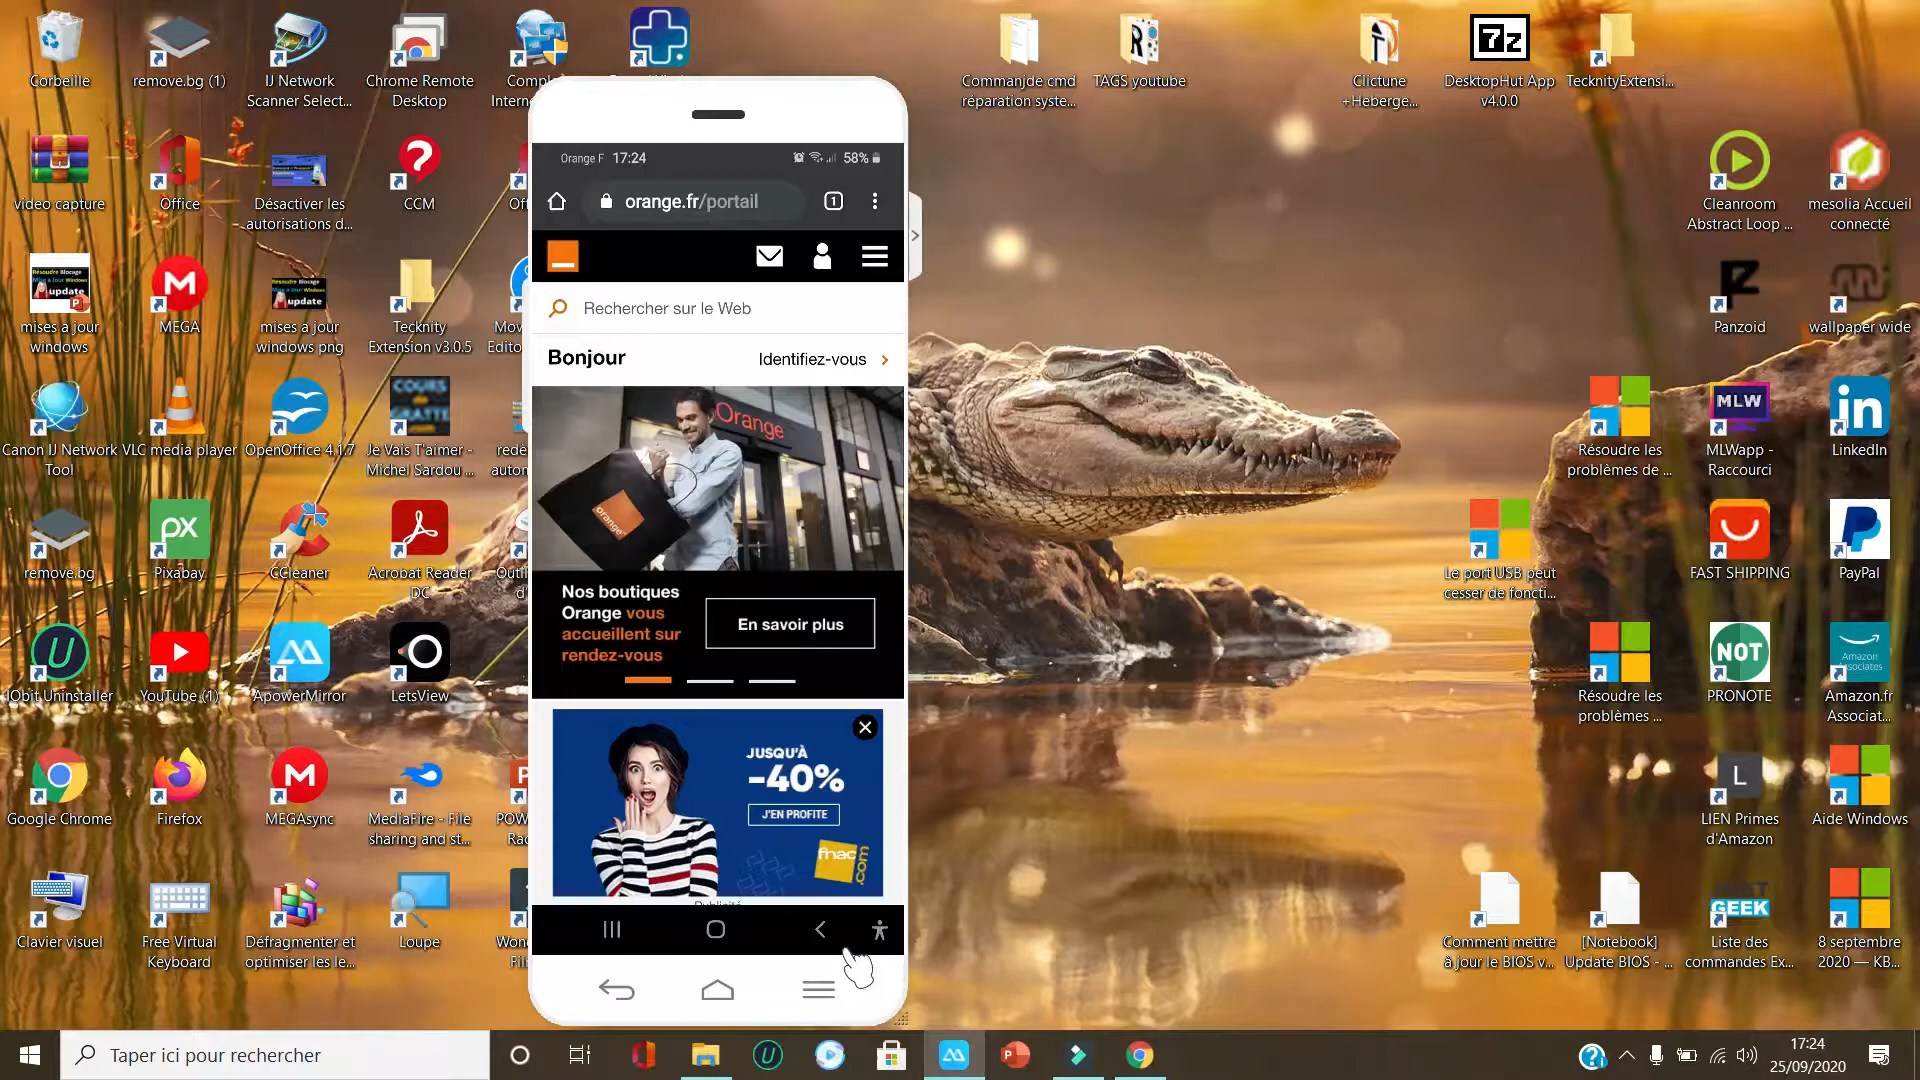 Corbeille
remove.bg (1)
IJ Network
Scanner Select...
Chrome Remote
Desktop
Commanjde cmd
réparation syste...
TAGS youtube
Clictune
+Heberge...
7z
DesktopHut App
v4.0.0
TecknityExtensi...
video capture
Office
Désactiver les
autorisations d...
CCM
Cleanroom
Abstract Loop ...
mesolia Accueil
connecté
mises a jour
windows
MEGA
mises a jour
windows png
Tecknity
Extension v3.0.5
Panzoid
wallpaper wide
Canon IJ Network
Tool
VLC media player
OpenOffice 4.1.7
Je Vais T'aimer -
Michel Sardou ...
Résoudre les
problèmes de ...
MLW
MLWapp -
Raccourci
LinkedIn
remove.bg
Pixabay
CCleaner
Acrobat Reader
DC
Le port USB peut
cesser de foncti...
FAST SHIPPING
PayPal
IObit Uninstaller
YouTube (1)
ApowerMirror
LetsView
Résoudre les
problèmes ...
NOT
PRONOTE
Amazon
Associates
Amazon.fr
Associat...
Google Chrome
Firefox
MEGAsync
MediaFire - File
sharing and st...
L
LIEN Primes
d'Amazon
Aide Windows
Clavier visuel
Free Virtual
Keyboard
Défragmenter et
optimiser les le...
Loupe
Comment mettre
à jour le BIOS v...
[Notebook]
Update BIOS - ...
GEEK
Liste des
commandes Ex...
8 septembre
2020 — KB...
Orange F 17:24
58%
orange.fr/portail
1
Rechercher sur le Web
Bonjour
Identifiez-vous
Orange
orange
Nos boutiques
Orange vous
accueillent sur
rendez-vous
En savoir plus
JUSQU'À
-40%
J'EN PROFITE
fnac.com
Publicité
Taper ici pour rechercher
17:24
25/09/2020